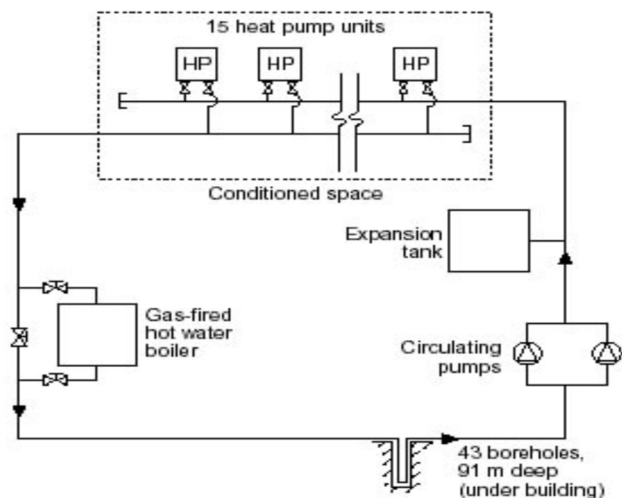 15 heat pump units
HP HP HP
Conditioned space
Expansion
tank
Gas-fired
hot water
boiler
Circulating
pumps
43 boreholes,
91 m deep
(under building)